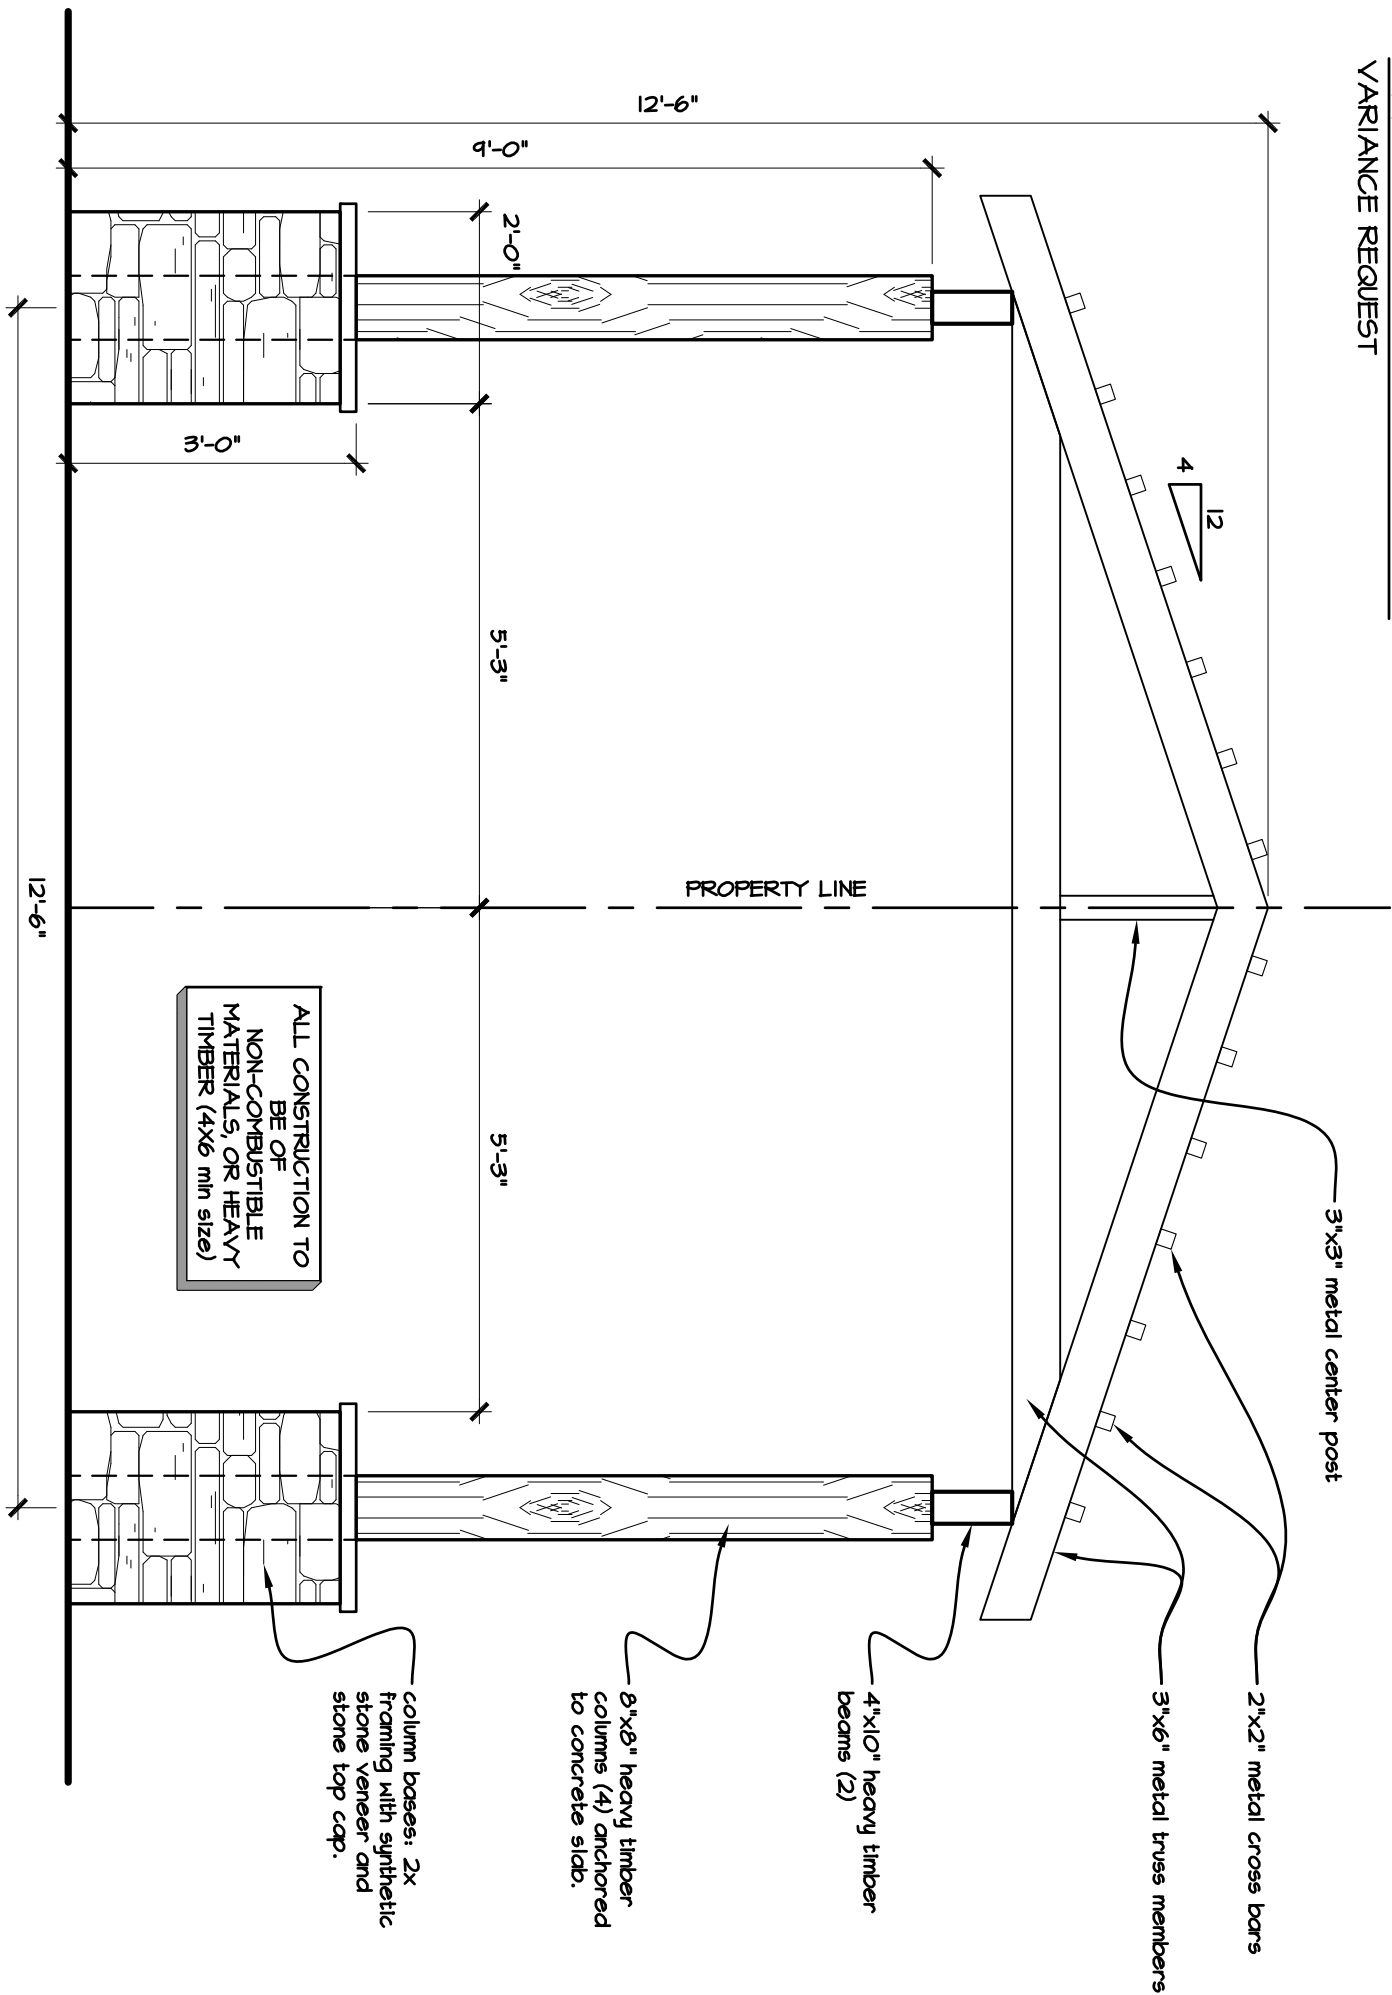 VARIANCE REQUEST
12'-6"
9'-0"
2'-0"
3'-0"
4
12
5'-3"
5'-3"
PROPERTY LINE
12'-6"
ALL CONSTRUCTION TO
BE OF
NON-COMBUSTIBLE
MATERIALS, OR HEAVY
TIMBER (4X6 min size)
3"x3" metal center post
2"x2" metal cross bars
3"x6" metal truss members
4"x10" heavy timber
beams (2)
8"x8" heavy timber
columns (4) anchored
to concrete slab.
column bases: 2x
framing with synthetic
stone veneer and
stone top cap.